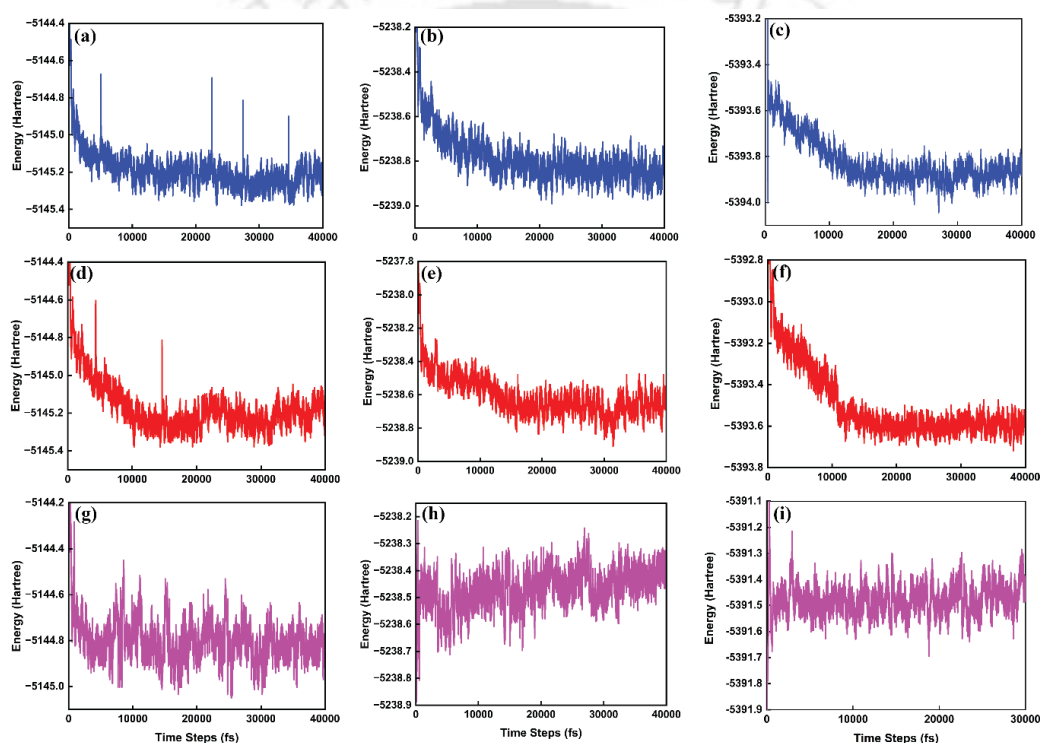 (a)
Energy (Hartree)
−5144.4
−5144.6
−5144.8
−5145.0
−5145.2
−5145.4
0 10000 20000 30000 40000
(b)
Energy (Hartree)
−5238.2
−5238.4
−5238.6
−5238.8
−5239.0
0 10000 20000 30000 40000
(c)
Energy (Hartree)
-5393.2
-5393.4
-5393.6
-5393.8
-5394.0
0 10000 20000 30000 40000
(d)
Energy (Hartree)
−5144.4
−5144.6
−5144.8
−5145.0
−5145.2
−5145.4
0 10000 20000 30000 40000
(e)
Energy (Hartree)
−5237.8
−5238.0
−5238.2
−5238.4
−5238.6
−5238.8
−5239.0
0 10000 20000 30000 40000
(f)
Energy (Hartree)
−5392.8
−5393.0
−5393.2
−5393.4
−5393.6
−5393.8
0 10000 20000 30000 40000
(g)
Energy (Hartree)
−5144.2
−5144.4
−5144.6
−5144.8
−5145.0
0 10000 20000 30000 40000
Time Steps (fs)
(h)
Energy (Hartree)
−5238.2
−5238.3
−5238.4
−5238.5
−5238.6
−5238.7
−5238.8
−5238.9
0 10000 20000 30000 40000
Time Steps (fs)
(i)
Energy (Hartree)
-5391.1
-5391.2
-5391.3
-5391.4
-5391.5
-5391.6
-5391.7
-5391.8
-5391.9
0 10000 20000 30000
Time Steps (fs)